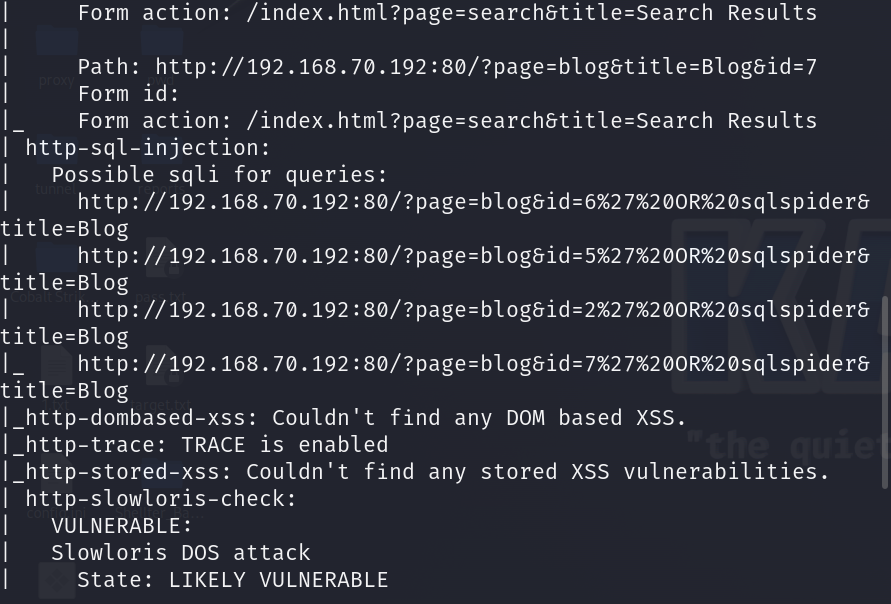 |     Form action: /index.html?page=search&title=Search Results
|
|     Path: http://192.168.70.192:80/?page=blog&title=Blog&id=7
|     Form id:
|_    Form action: /index.html?page=search&title=Search Results
| http-sql-injection:
|   Possible sqli for queries:
|     http://192.168.70.192:80/?page=blog&id=6%27%20OR%20sqlspider&
title=Blog
|     http://192.168.70.192:80/?page=blog&id=5%27%20OR%20sqlspider&
title=Blog
|     http://192.168.70.192:80/?page=blog&id=2%27%20OR%20sqlspider&
title=Blog
|_    http://192.168.70.192:80/?page=blog&id=7%27%20OR%20sqlspider&
title=Blog
|_http-dombased-xss: Couldn't find any DOM based XSS.
|_http-trace: TRACE is enabled
|_http-stored-xss: Couldn't find any stored XSS vulnerabilities.
| http-slowloris-check:
|   VULNERABLE:
|   Slowloris DOS attack
|     State: LIKELY VULNERABLE
proxy
tunnel
"the quiet